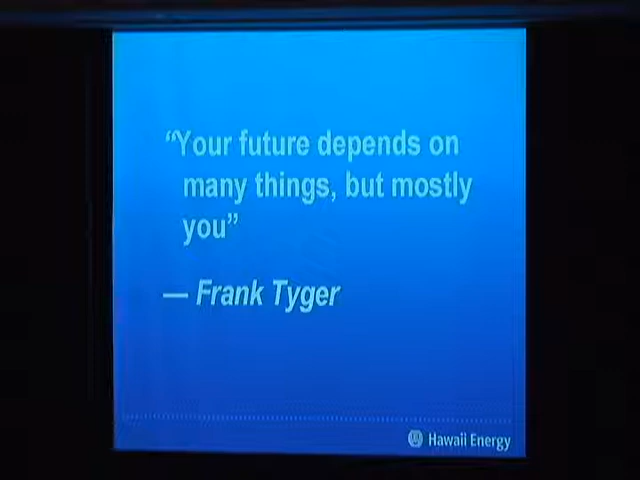 “Your future depends on
many things, but mostly
you”
— Frank Tyger
Hawaii Energy